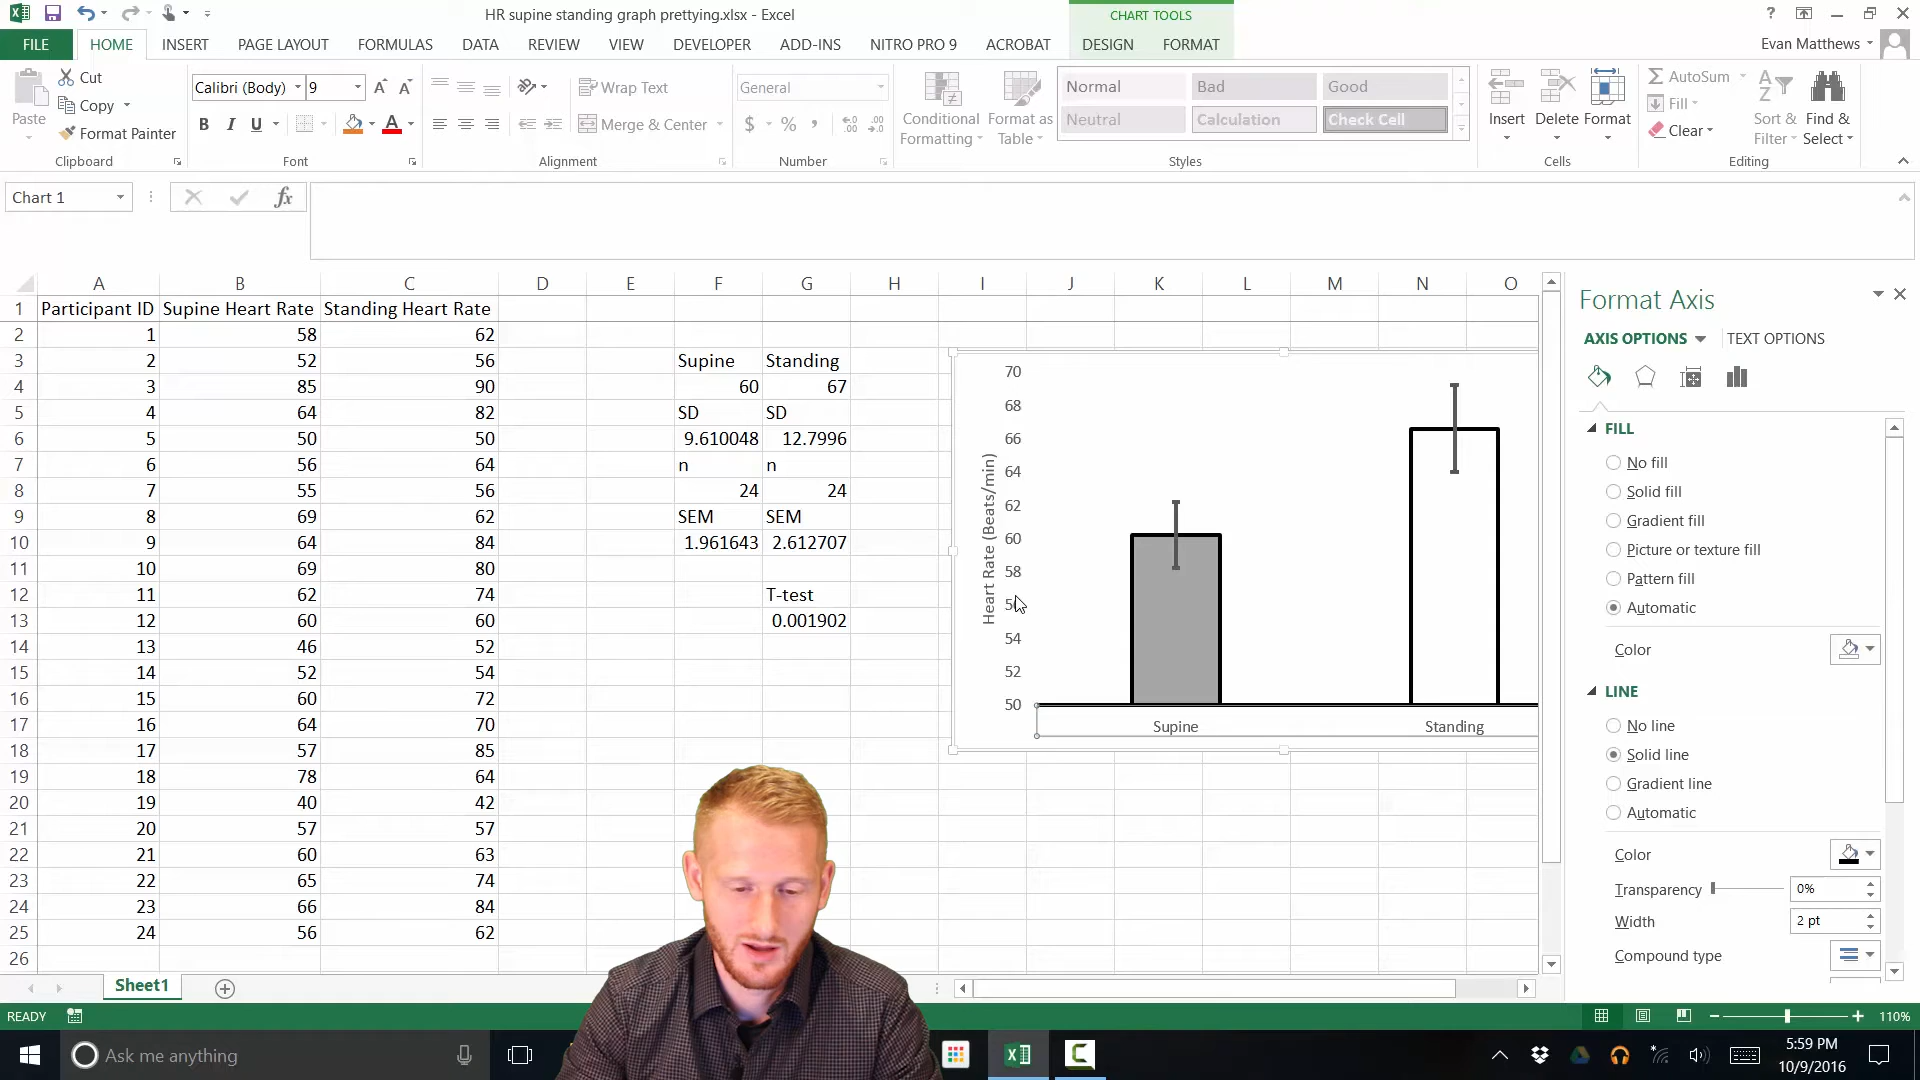 HR supine standing graph prettying.xlsx - Excel
CHART TOOLS
?
FILE HOME INSERT PAGE LAYOUT FORMULAS DATA REVIEW VIEW DEVELOPER ADD-INS NITRO PRO 9 ACROBAT DESIGN FORMAT
Evan Matthews
Paste
Cut
Copy
Format Painter
Clipboard
Calibri (Body) 9
B I U
Font
Wrap Text
Merge & Center
Alignment
General
$ % ,
Number
Conditional Formatting
Format as Table
Normal Bad Good
Neutral Calculation Check Cell
Styles
Insert Delete Format
Cells
AutoSum
Fill
Clear
Sort & Filter
Find & Select
Editing
Chart 1
fx
A B C D E F G H I J K L M N O
1 Participant ID Supine Heart Rate Standing Heart Rate
2 1 58 62
3 2 52 56 Supine Standing
4 3 85 90 60 67
5 4 64 82 SD SD
6 5 50 50 9.610048 12.7996
7 6 56 64 n n
8 7 55 56 24 24
9 8 69 62 SEM SEM
10 9 64 84 1.961643 2.612707
11 10 69 80
12 11 62 74 T-test
13 12 60 60 0.001902
14 13 46 52
15 14 52 54
16 15 60 72
17 16 64 70
18 17 57 85
19 18 78 64
20 19 40 42
21 20 57 57
22 21 60 63
23 22 65 74
24 23 66 84
25 24 56 62
26
Heart Rate (Beats/min)
70
68
66
64
62
60
58
54
52
50
Supine Standing
Format Axis
AXIS OPTIONS TEXT OPTIONS
FILL
No fill
Solid fill
Gradient fill
Picture or texture fill
Pattern fill
Automatic
Color
LINE
No line
Solid line
Gradient line
Automatic
Color
Transparency 0%
Width 2 pt
Compound type
Sheet1
READY
110%
Ask me anything
5:59 PM
10/9/2016